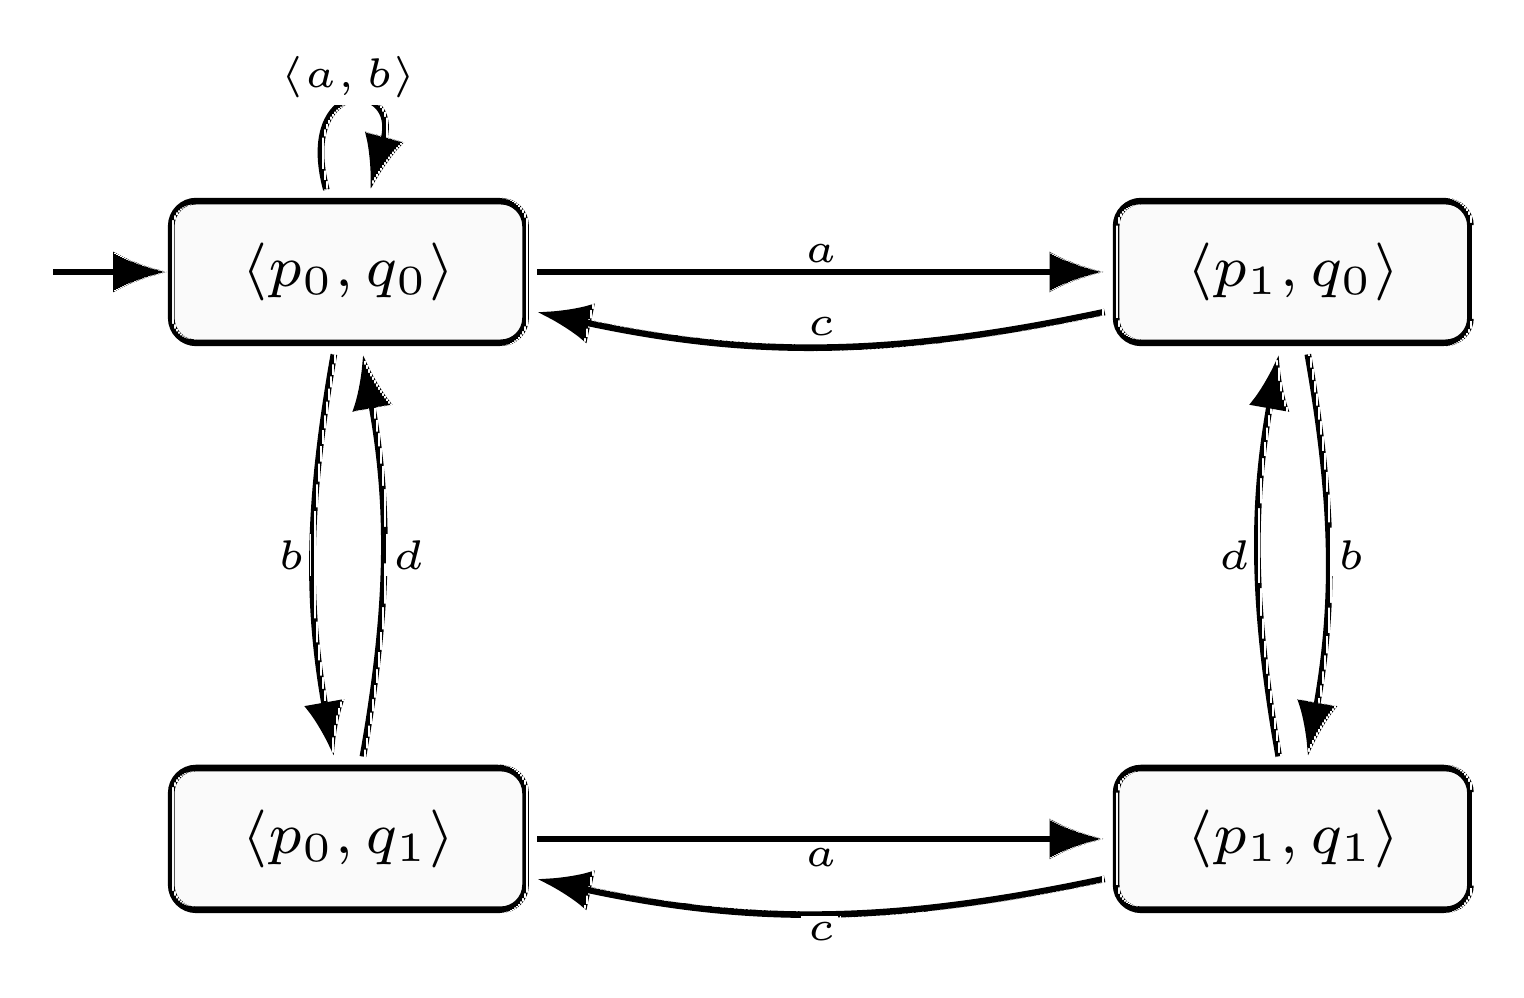 ⟨a, b⟩
⟨p₀, q₀⟩
a
c
⟨p₁, q₀⟩
b
d
d
b
⟨p₀, q₁⟩
a
c
⟨p₁, q₁⟩